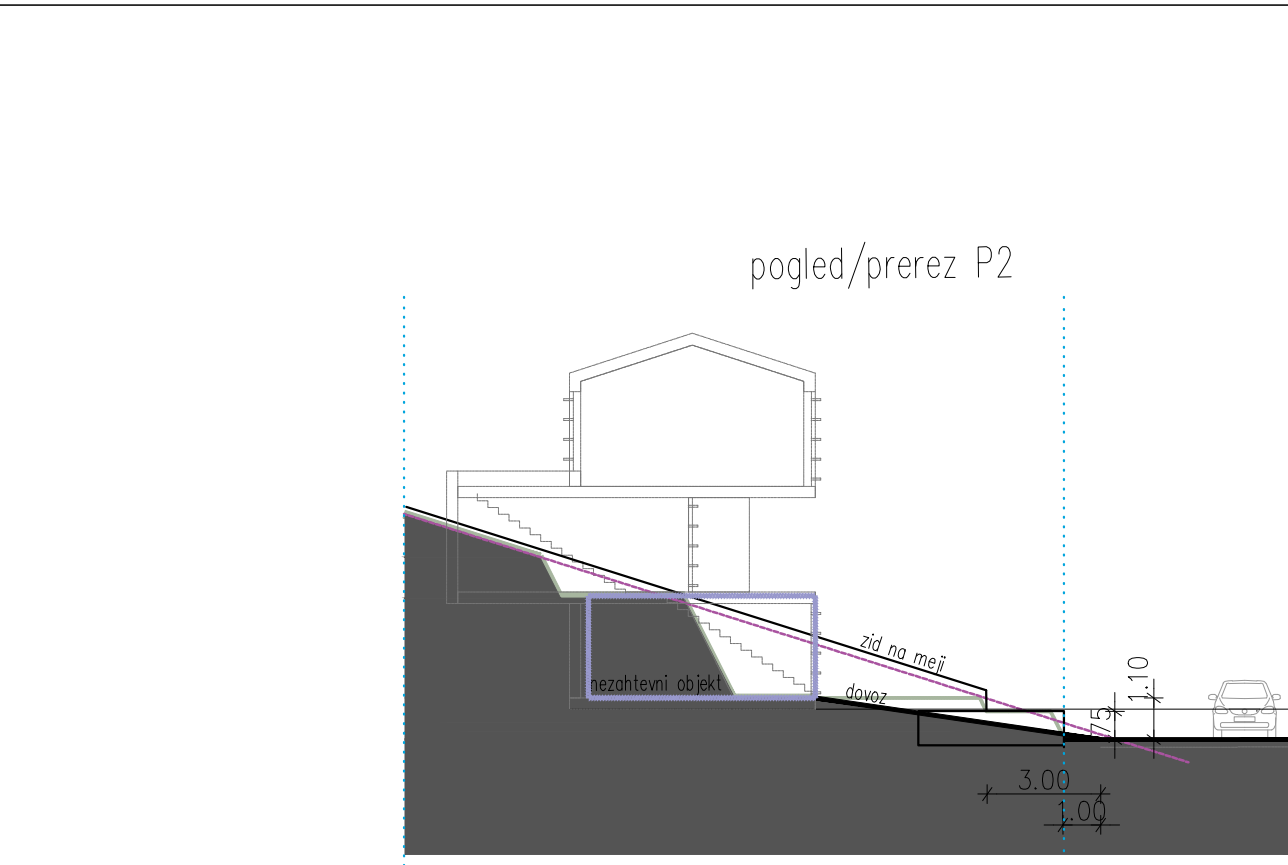 pogled/prerez P2
zid na meji
nezahtevni objekt
dovoz
1.10
75
3.00
1.00